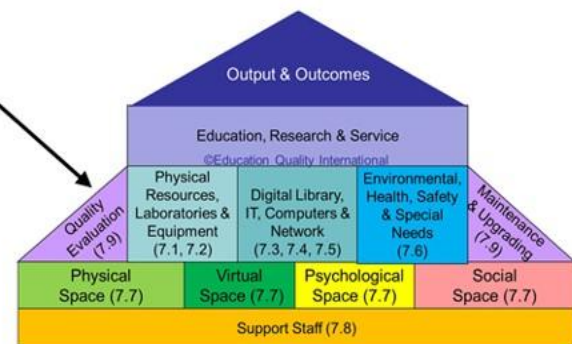 Output & Outcomes
Education, Research & Service
©Education Quality International
Quality
Evaluation
(7.9)
Physical
Resources,
Laboratories &
Equipment
(7.1, 7.2)
Digital Library,
IT, Computers &
Network
(7.3, 7.4, 7.5)
Environmental,
Health, Safety
& Special
Needs
(7.6)
Maintenance
& Upgrading
(7.9)
Physical
Space (7.7)
Virtual
Space (7.7)
Psychological
Space (7.7)
Social
Space (7.7)
Support Staff (7.8)